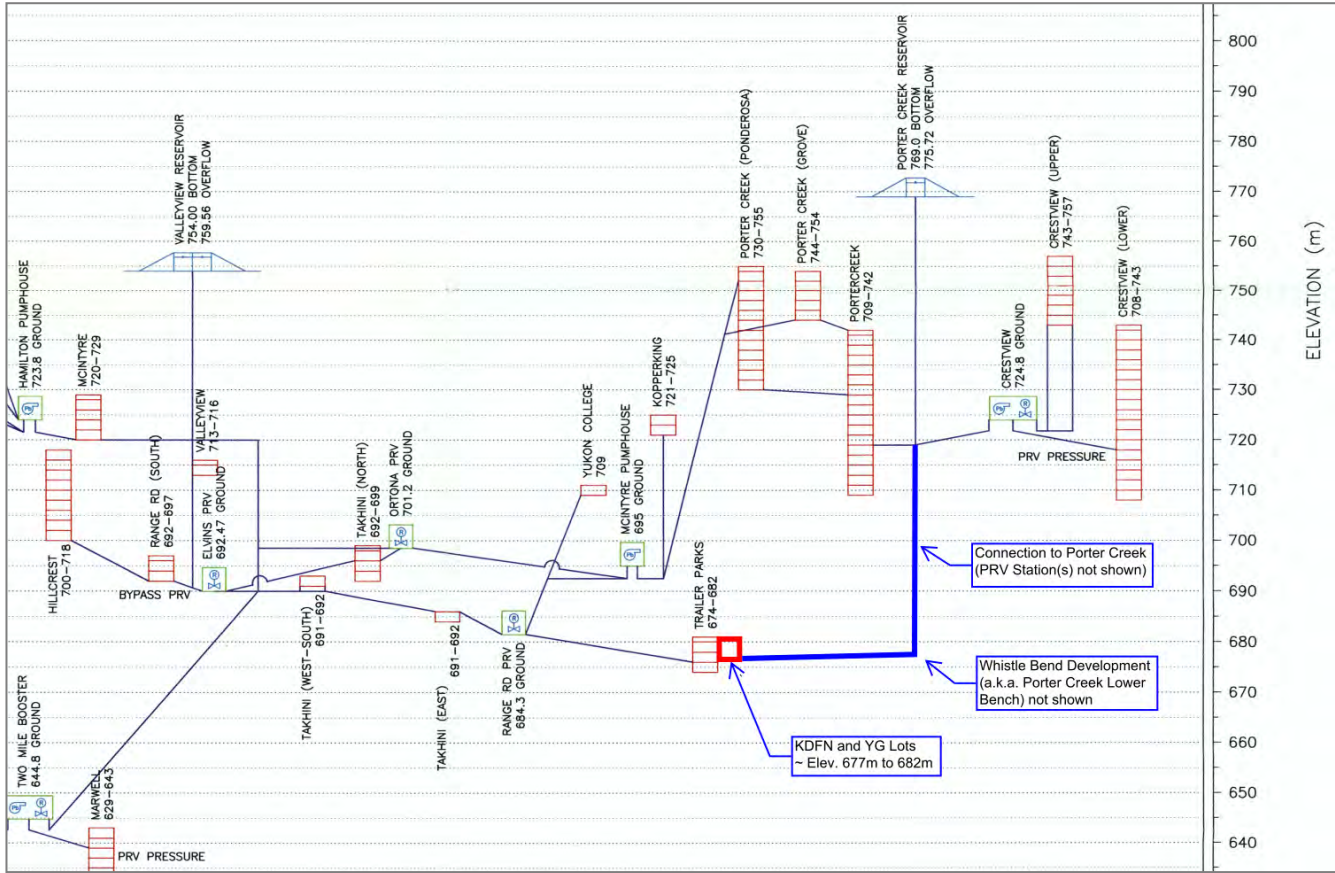 HAMILTON PUMPHOUSE
723.8 GROUND
MCINTYRE
720-729
HILLCREST
700-718
RANGE RD (SOUTH)
692-697
BYPASS PRV
VALLEYVIEW RESERVOIR
754.00 BOTTOM
759.56 OVERFLOW
VALLEYVIEW
713-716
ELVINS PRV
692.47 GROUND
TWO MILE BOOSTER
644.8 GROUND
MARWELL
629-643
PRV PRESSURE
TAKHINI (WEST-SOUTH)
691-692
TAKHINI (NORTH)
692-699
ORTONA PRV
701.2 GROUND
TAKHINI (EAST)
691-692
RANGE RD PRV
684.3 GROUND
YUKON COLLEGE
709
MCINTYRE PUMPHOUSE
695 GROUND
KOPPERKING
721-725
TRAILER PARKS
674-682
PORTER CREEK (PONDEROSA)
730-755
PORTER CREEK (GROVE)
744-754
PORTERCREEK
709-742
PORTER CREEK RESERVOIR
769.0 BOTTOM
775.72 OVERFLOW
CRESTVIEW
724.8 GROUND
PRV PRESSURE
CRESTVIEW (UPPER)
743-757
CRESTVIEW (LOWER)
708-743
Connection to Porter Creek
(PRV Station(s) not shown)
Whistle Bend Development
(a.k.a. Porter Creek Lower
Bench) not shown
KDFN and YG Lots
~ Elev. 677m to 682m
800
790
780
770
760
750
740
730
720
710
700
690
680
670
660
650
640
ELEVATION (m)